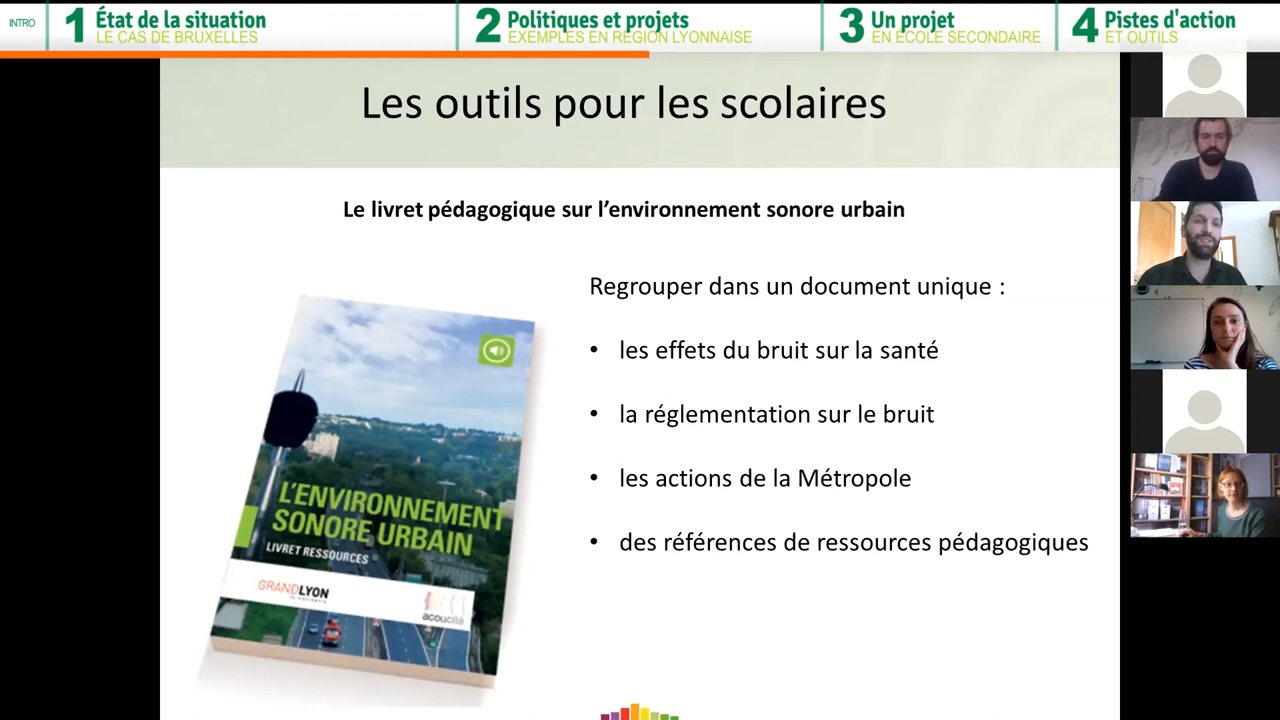 INTRO
1 État de la situation
LE CAS DE BRUXELLES
2 Politiques et projets
EXEMPLES EN RÉGION LYONNAISE
3 Un projet
EN ÉCOLE SECONDAIRE
4 Pistes d'action
ET OUTILS
Les outils pour les scolaires
Le livret pédagogique sur l’environnement sonore urbain
Regrouper dans un document unique :
• les effets du bruit sur la santé
• la réglementation sur le bruit
• les actions de la Métropole
• des références de ressources pédagogiques
L'ENVIRONNEMENT
SONORE URBAIN
LIVRET RESSOURCES
GRANDLYON
acoucité